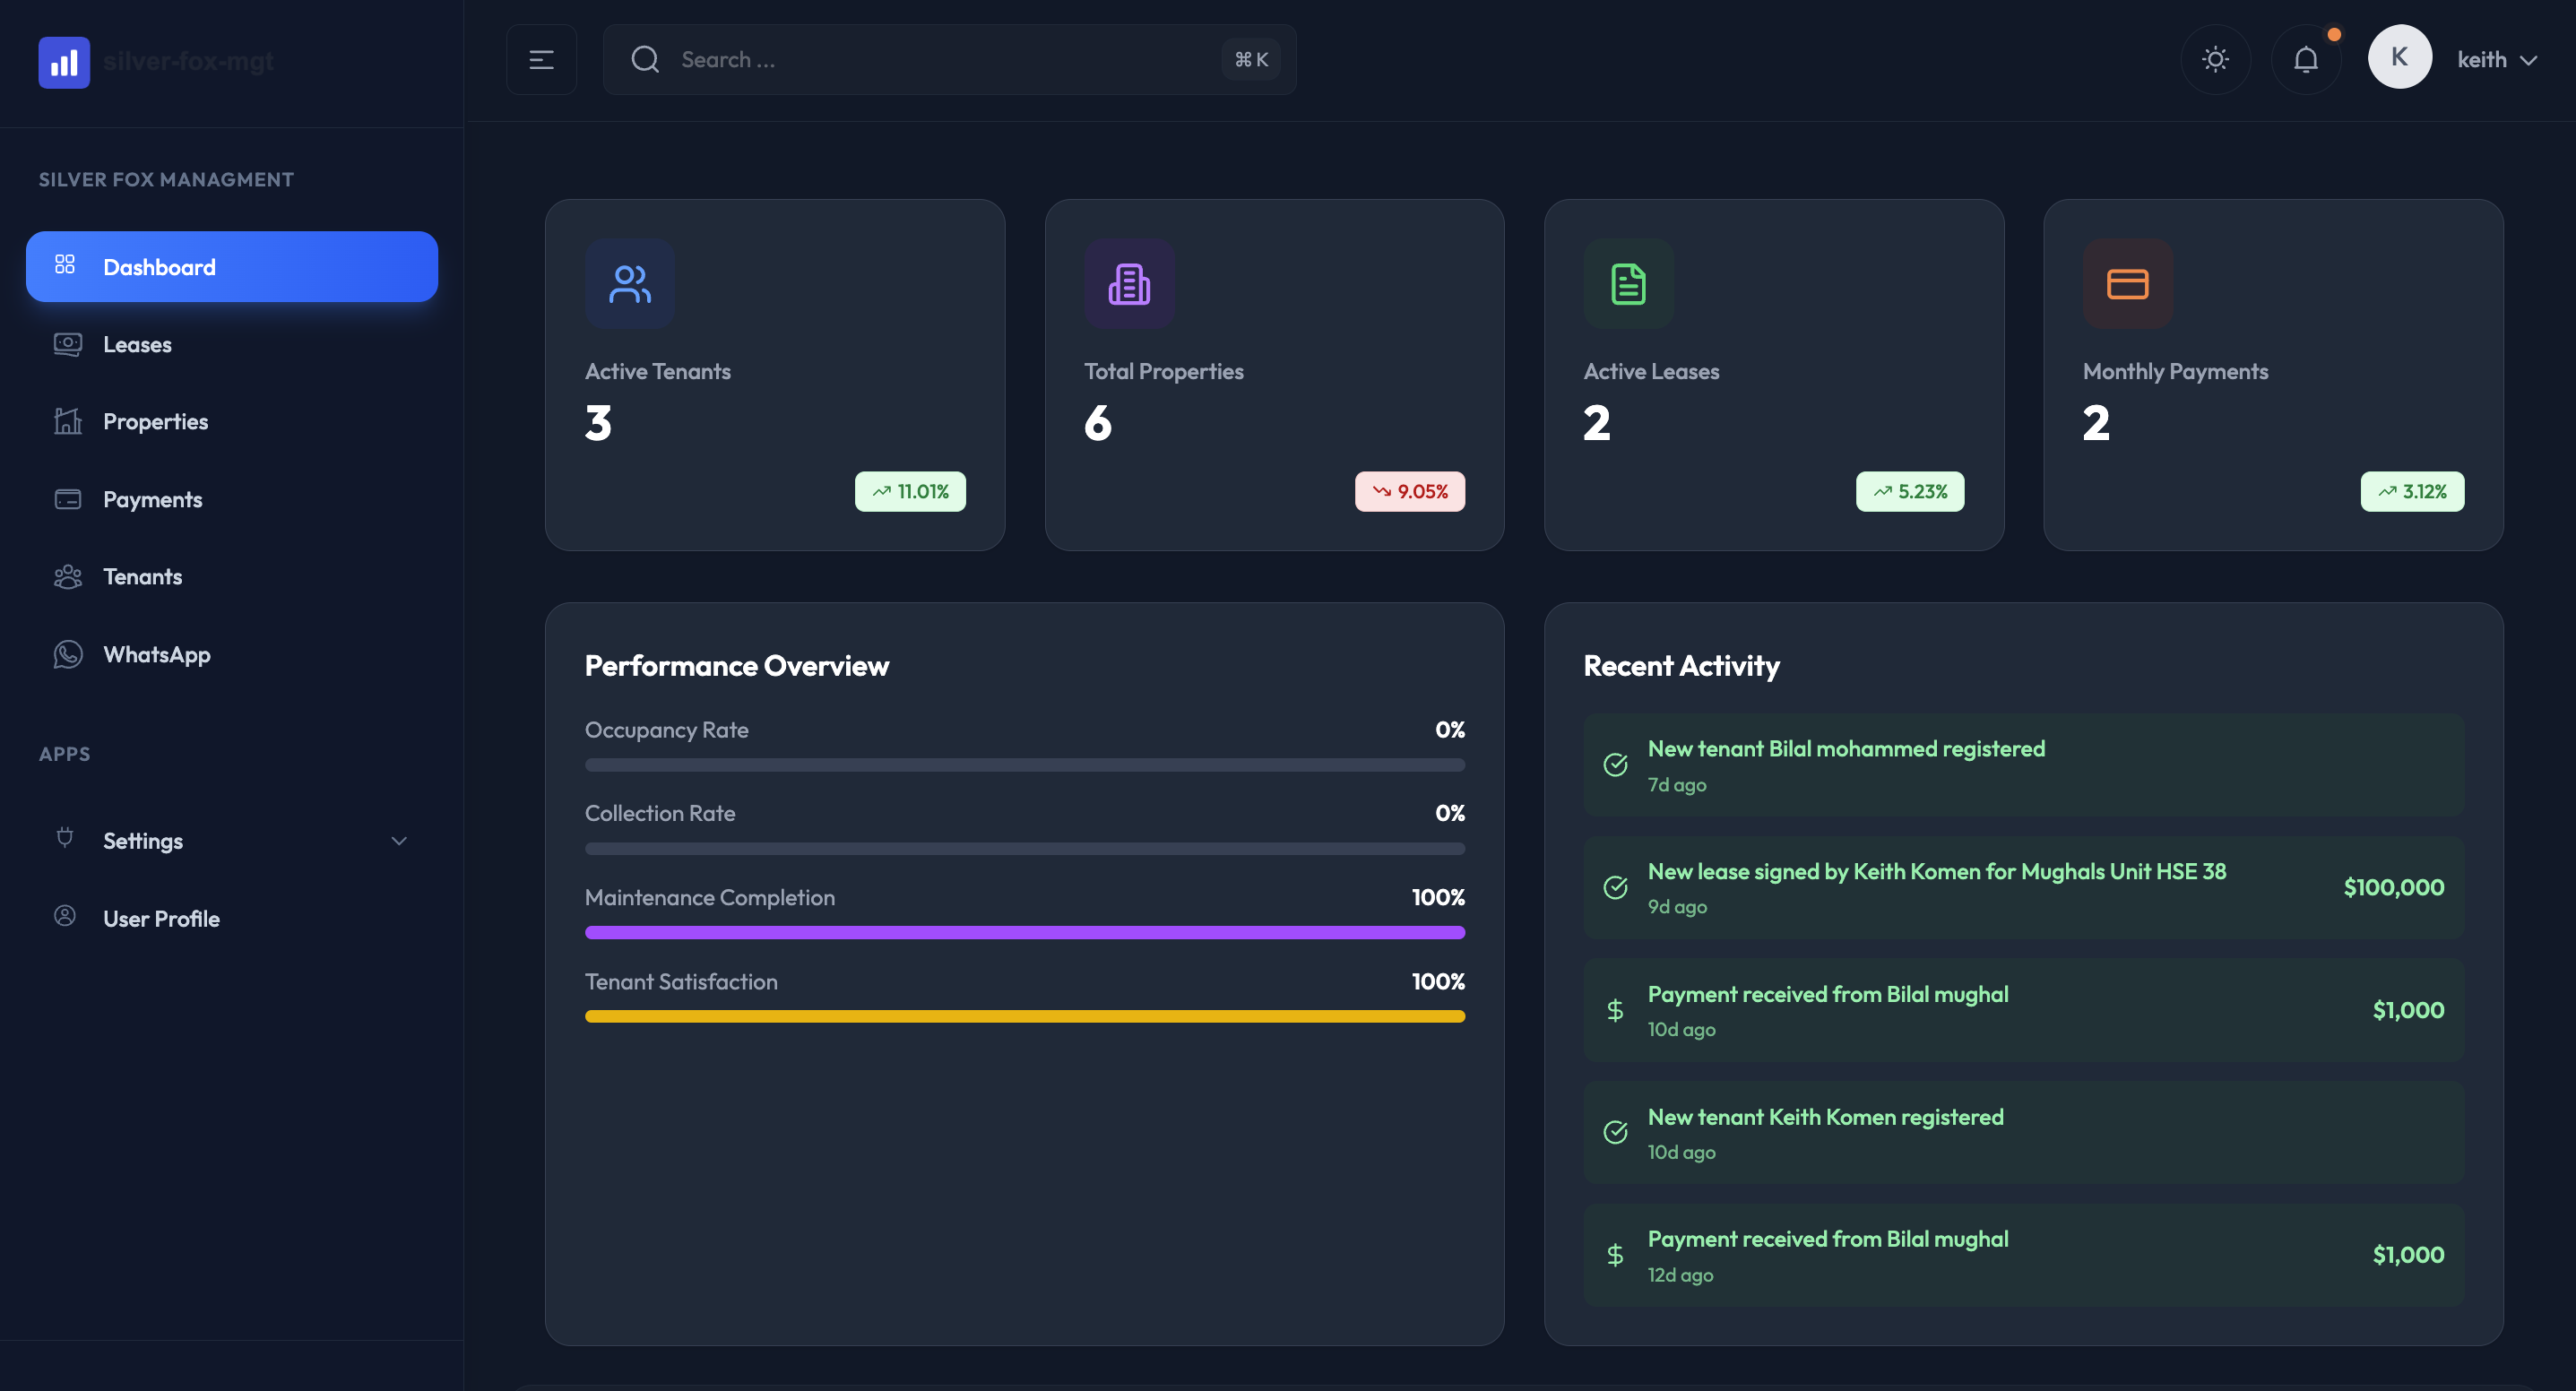 silver-fox-mgt
Search ...
⌘ K
K
keith
SILVER FOX MANAGMENT
Dashboard
Leases
Properties
Payments
Tenants
WhatsApp
APPS
Settings
User Profile
Active Tenants
3
11.01%
Total Properties
6
9.05%
Active Leases
2
5.23%
Monthly Payments
2
3.12%
Performance Overview
Occupancy Rate 0%
Collection Rate 0%
Maintenance Completion 100%
Tenant Satisfaction 100%
Recent Activity
New tenant Bilal mohammed registered
7d ago
New lease signed by Keith Komen for Mughals Unit HSE 38
9d ago
$100,000
Payment received from Bilal mughal
10d ago
$1,000
New tenant Keith Komen registered
10d ago
Payment received from Bilal mughal
12d ago
$1,000